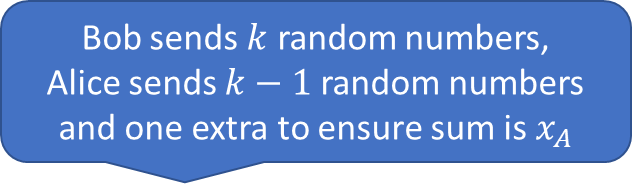 Bob sends k random numbers,
Alice sends k − 1 random numbers
and one extra to ensure sum is x_A